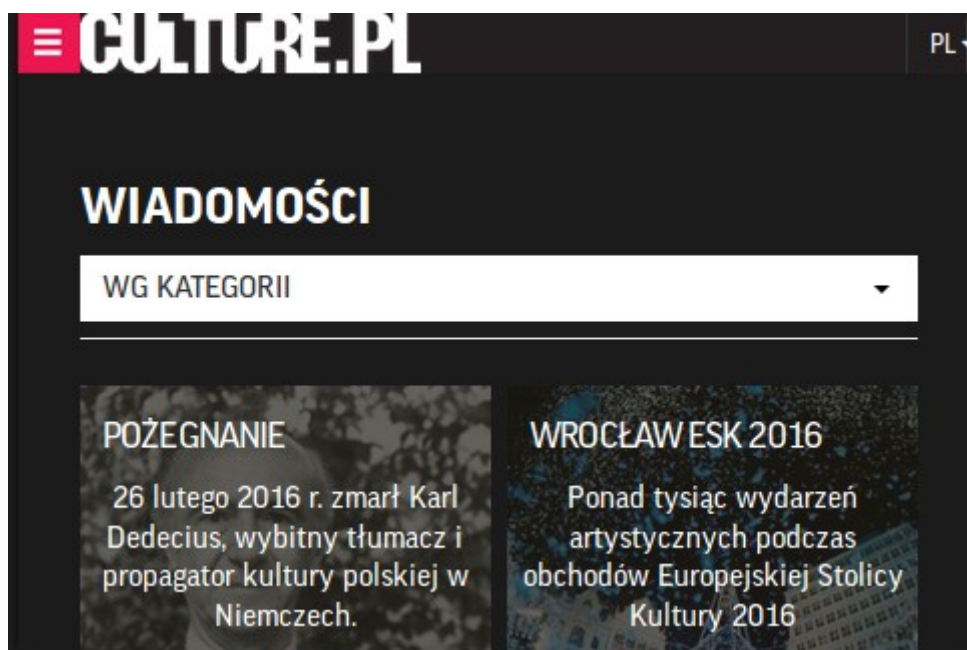 CULTURE.PL
PL
WIADOMOŚCI
WG KATEGORII
POŻEGNANIE
26 lutego 2016 r. zmarł Karl
Dedecius, wybitny tłumacz i
propagator kultury polskiej w
Niemczech.
WROCŁAW ESK 2016
Ponad tysiąc wydarzeń
artystycznych podczas
obchodów Europejskiej Stolicy
Kultury 2016